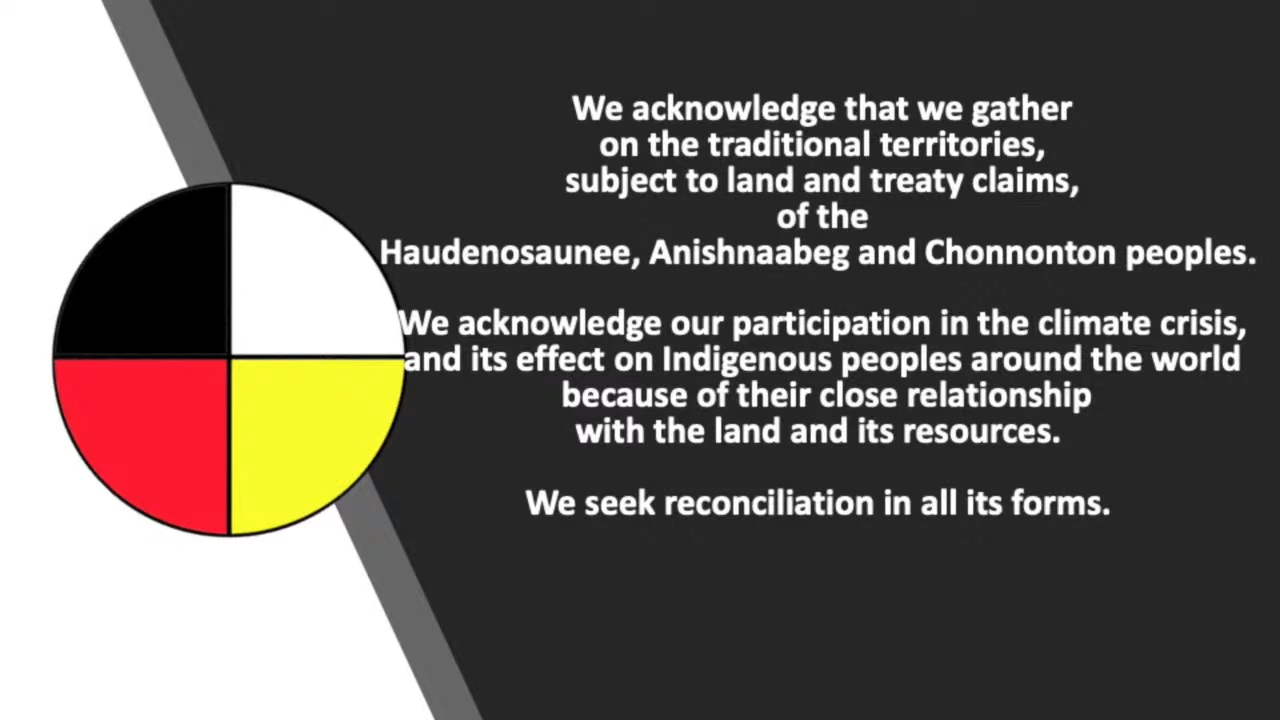 We acknowledge that we gather
on the traditional territories,
subject to land and treaty claims,
of the
Haudenosaunee, Anishnaabeg and Chonnonton peoples.
We acknowledge our participation in the climate crisis,
and its effect on Indigenous peoples around the world
because of their close relationship
with the land and its resources.
We seek reconciliation in all its forms.